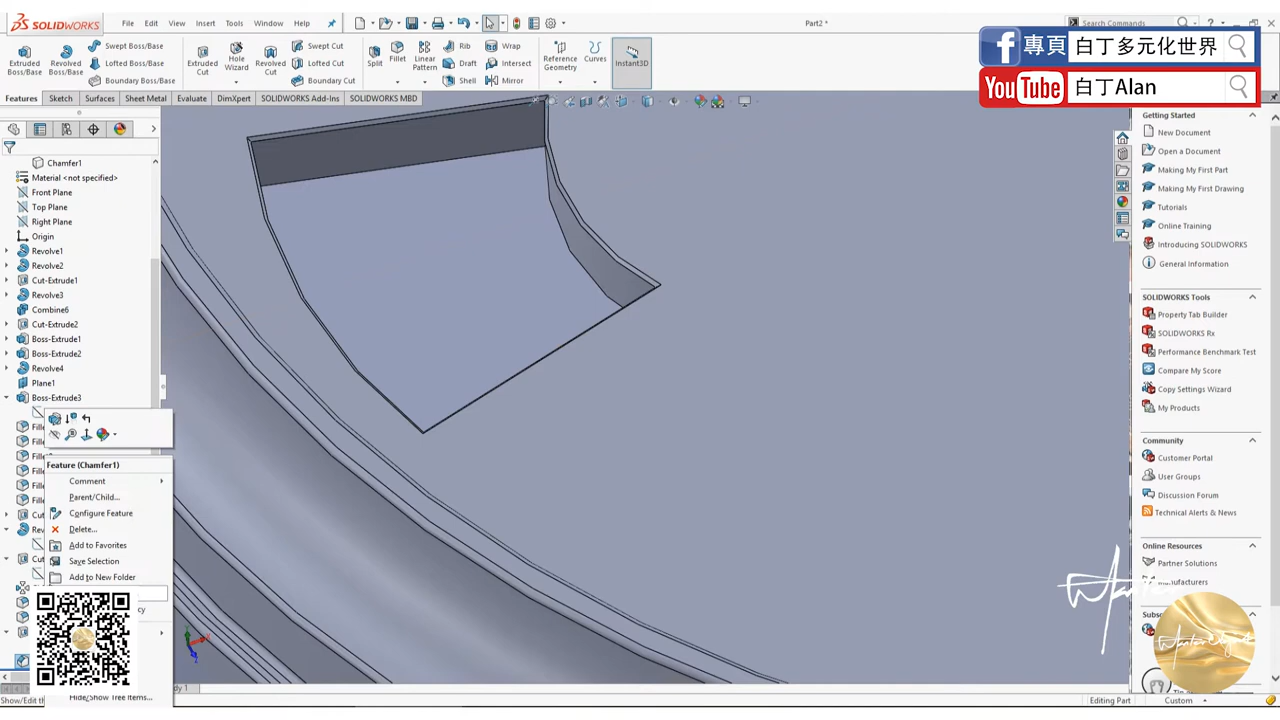 SOLIDWORKS
File Edit View Insert Tools Window Help
Part2 *
Search Commands
Extruded Boss/Base
Revolved Boss/Base
Swept Boss/Base
Lofted Boss/Base
Boundary Boss/Base
Extruded Cut
Hole Wizard
Revolved Cut
Swept Cut
Lofted Cut
Boundary Cut
Split
Fillet
Linear Pattern
Rib
Draft
Shell
Wrap
Intersect
Mirror
Reference Geometry
Curves
Instant3D
專頁 白丁多元化世界
YouTube 白丁Alan
Features Sketch Surfaces Sheet Metal Evaluate DimXpert SOLIDWORKS Add-Ins SOLIDWORKS MBD
Chamfer1
Material <not specified>
Front Plane
Top Plane
Right Plane
Origin
Revolve1
Revolve2
Cut-Extrude1
Revolve3
Combine6
Cut-Extrude2
Boss-Extrude1
Boss-Extrude2
Revolve4
Plane1
Boss-Extrude3
Feature (Chamfer1)
Comment
Parent/Child...
Configure Feature
Delete...
Add to Favorites
Save Selection
Add to New Folder
Hide/Show Tree Items...
Getting Started
New Document
Open a Document
Making My First Part
Making My First Drawing
Tutorials
Online Training
Introducing SOLIDWORKS
General Information
SOLIDWORKS Tools
Property Tab Builder
SOLIDWORKS Rx
Performance Benchmark Test
Compare My Score
Copy Settings Wizard
My Products
Community
Customer Portal
User Groups
Discussion Forum
Technical Alerts & News
Online Resources
Partner Solutions
Manufacturers
Editing Part
Custom